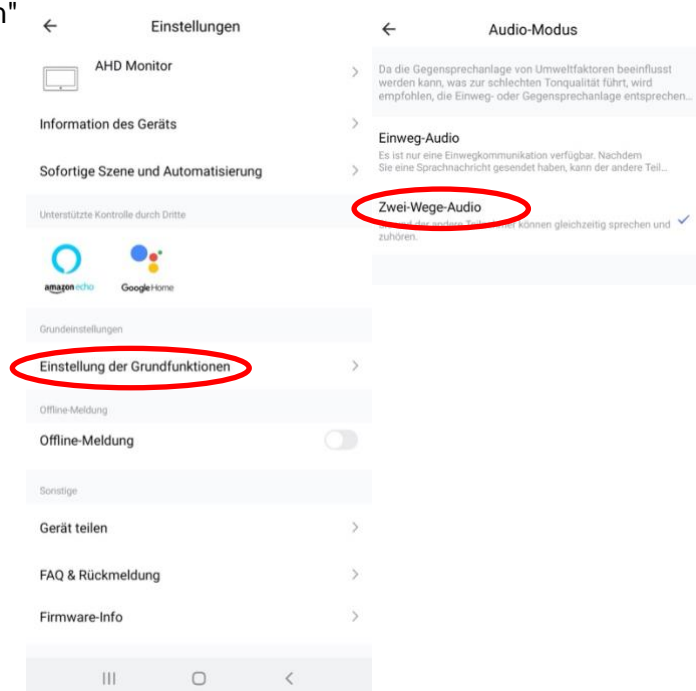 n"
Einstellungen
AHD Monitor
Information des Geräts
Sofortige Szene und Automatisierung
Unterstützte Kontrolle durch Dritte
amazon echo
Google Home
Grundeinstellungen
Einstellung der Grundfunktionen
Offline-Meldung
Offline-Meldung
Sonstige
Gerät teilen
FAQ & Rückmeldung
Firmware-Info
Audio-Modus
Da die Gegensprechanlage von Umweltfaktoren beeinflusst
werden kann, was zur schlechten Tonqualität führt, wird
empfohlen, die Einweg- oder Gegensprechanlage entsprechen...
Einweg-Audio
Es ist nur eine Einwegkommunikation verfügbar. Nachdem
Sie eine Sprachnachricht gesendet haben, kann der andere Teil...
Zwei-Wege-Audio
und der andere können gleichzeitig sprechen und
zuhören.